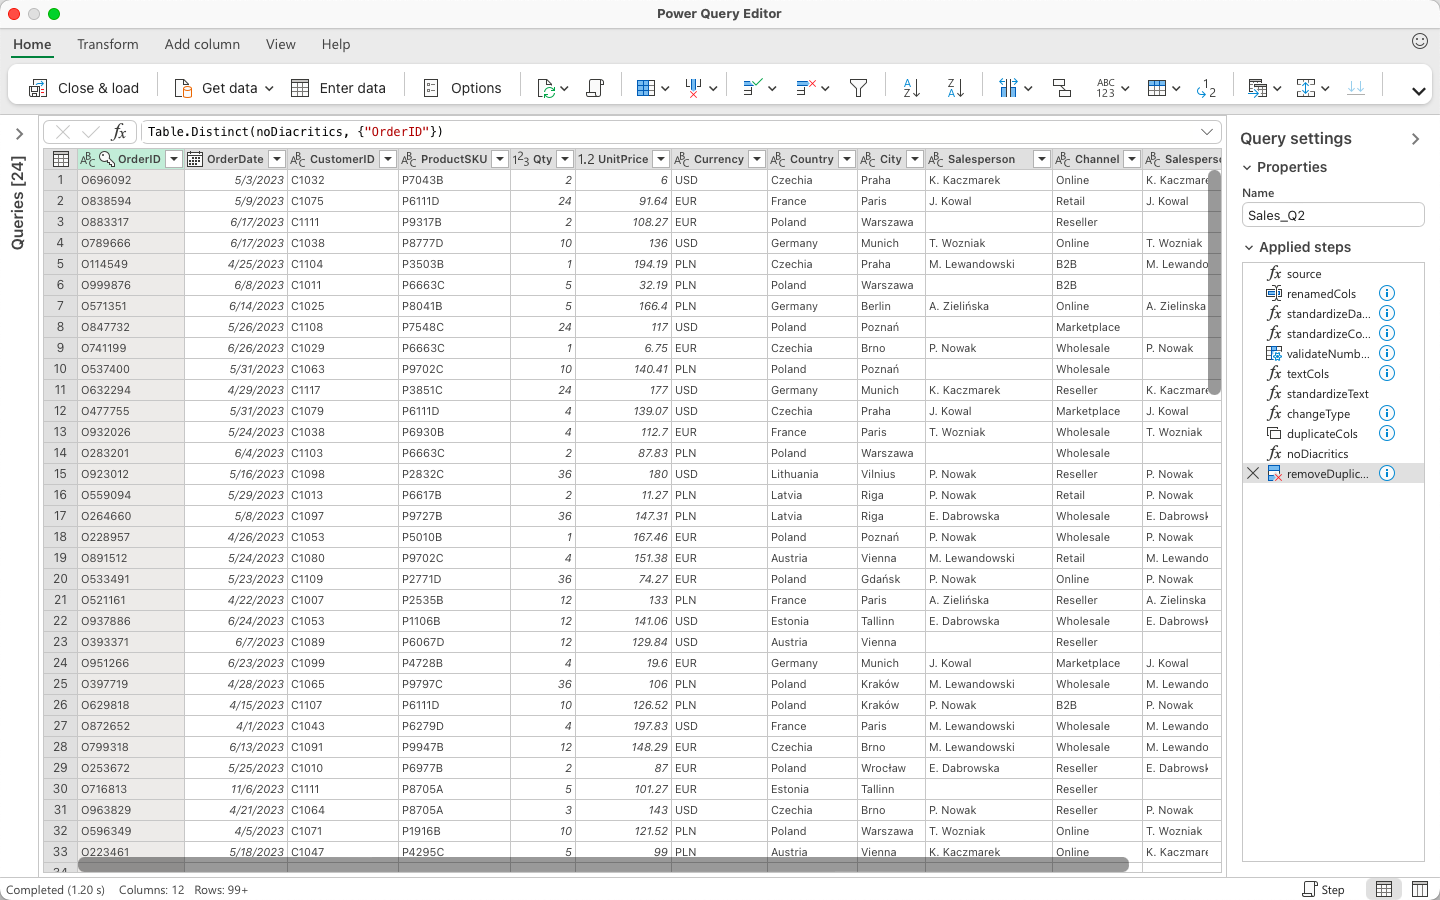 Power Query Editor
Home Transform Add column View Help
Close & load Get data Enter data Options
Table.Distinct(noDiacritics, {"OrderID"})
OrderID OrderDate CustomerID ProductSKU Qty 1.2 UnitPrice Currency Country City Salesperson Channel Salesperso
1 O696092 5/3/2023 C1032 P7043B 2 6 USD Czechia Praha K. Kaczmarek Online K. Kaczmare
2 O838594 5/9/2023 C1075 P6111D 24 91.64 EUR France Paris J. Kowal Retail J. Kowal
3 O883317 6/17/2023 C1111 P9317B 2 108.27 EUR Poland Warszawa Reseller
4 O789666 6/17/2023 C1038 P8777D 10 136 USD Germany Munich T. Wozniak Online T. Wozniak
5 O114549 4/25/2023 C1104 P3503B 1 194.19 PLN Czechia Praha M. Lewandowski B2B M. Lewando
6 O999876 6/8/2023 C1011 P6663C 5 32.19 PLN Poland Warszawa B2B
7 O571351 6/14/2023 C1025 P8041B 5 166.4 PLN Germany Berlin A. Zielińska Online A. Zielinska
8 O847732 5/26/2023 C1108 P7548C 24 117 USD Poland Poznań Marketplace
9 O741199 6/26/2023 C1029 P6663C 1 6.75 EUR Czechia Brno P. Nowak Wholesale P. Nowak
10 O537400 5/31/2023 C1063 P9702C 10 140.41 PLN Poland Poznań Wholesale
11 O632294 4/29/2023 C1117 P3851C 24 177 USD Germany Munich K. Kaczmarek Reseller K. Kaczmare
12 O477755 5/31/2023 C1079 P6111D 4 139.07 USD Czechia Praha J. Kowal Marketplace J. Kowal
13 O932026 5/24/2023 C1038 P6930B 4 112.7 EUR France Paris T. Wozniak Wholesale T. Wozniak
14 O283201 6/4/2023 C1103 P6663C 2 87.83 PLN Poland Warszawa Wholesale
15 O923012 5/16/2023 C1098 P2832C 36 180 USD Lithuania Vilnius P. Nowak Reseller P. Nowak
16 O559094 5/29/2023 C1013 P6617B 2 11.27 PLN Latvia Riga P. Nowak Retail P. Nowak
17 O264660 5/8/2023 C1097 P9727B 36 147.31 PLN Latvia Riga E. Dabrowska Wholesale E. Dabrowsk
18 O228957 4/26/2023 C1053 P5010B 1 167.46 EUR Poland Poznań P. Nowak Wholesale P. Nowak
19 O891512 5/24/2023 C1080 P9702C 4 151.38 EUR Austria Vienna M. Lewandowski Retail M. Lewando
20 O533491 5/23/2023 C1109 P2771D 36 74.27 EUR Poland Gdańsk P. Nowak Online P. Nowak
21 O521161 4/22/2023 C1007 P2535B 12 133 PLN France Paris A. Zielińska Reseller A. Zielinska
22 O937886 6/24/2023 C1053 P1106B 12 141.06 USD Estonia Tallinn E. Dabrowska Wholesale E. Dabrowsk
23 O393371 6/7/2023 C1089 P6067D 12 129.84 USD Austria Vienna Reseller
24 O951266 6/23/2023 C1099 P4728B 4 19.6 EUR Germany Munich J. Kowal Marketplace J. Kowal
25 O397719 4/28/2023 C1065 P9797C 36 106 PLN Poland Kraków M. Lewandowski Wholesale M. Lewando
26 O629818 4/15/2023 C1107 P6111D 10 126.52 PLN Poland Kraków P. Nowak B2B P. Nowak
27 O872652 4/1/2023 C1043 P6279D 4 197.83 USD France Paris M. Lewandowski Wholesale M. Lewando
28 O799318 6/13/2023 C1091 P9947B 12 148.29 EUR Czechia Brno M. Lewandowski Wholesale M. Lewando
29 O253672 5/25/2023 C1010 P6977B 2 87 EUR Poland Wrocław E. Dabrowska Reseller E. Dabrowsk
30 O716813 11/6/2023 C1111 P8705A 5 101.27 EUR Estonia Tallinn Reseller
31 O963829 4/21/2023 C1064 P8705A 3 143 USD Czechia Brno P. Nowak Reseller P. Nowak
32 O596349 4/5/2023 C1071 P1916B 10 121.52 PLN Poland Warszawa T. Wozniak Online T. Wozniak
33 O223461 5/18/2023 C1047 P4295C 5 99 PLN Austria Vienna K. Kaczmarek Online K. Kaczmare
Queries [24]
Query settings
Properties
Name
Sales_Q2
Applied steps
source
renamedCols
standardizeDa...
standardizeCo...
validateNumb...
textCols
standardizeText
changeType
duplicateCols
noDiacritics
removeDuplic...
Completed (1.20 s) Columns: 12 Rows: 99+ Step